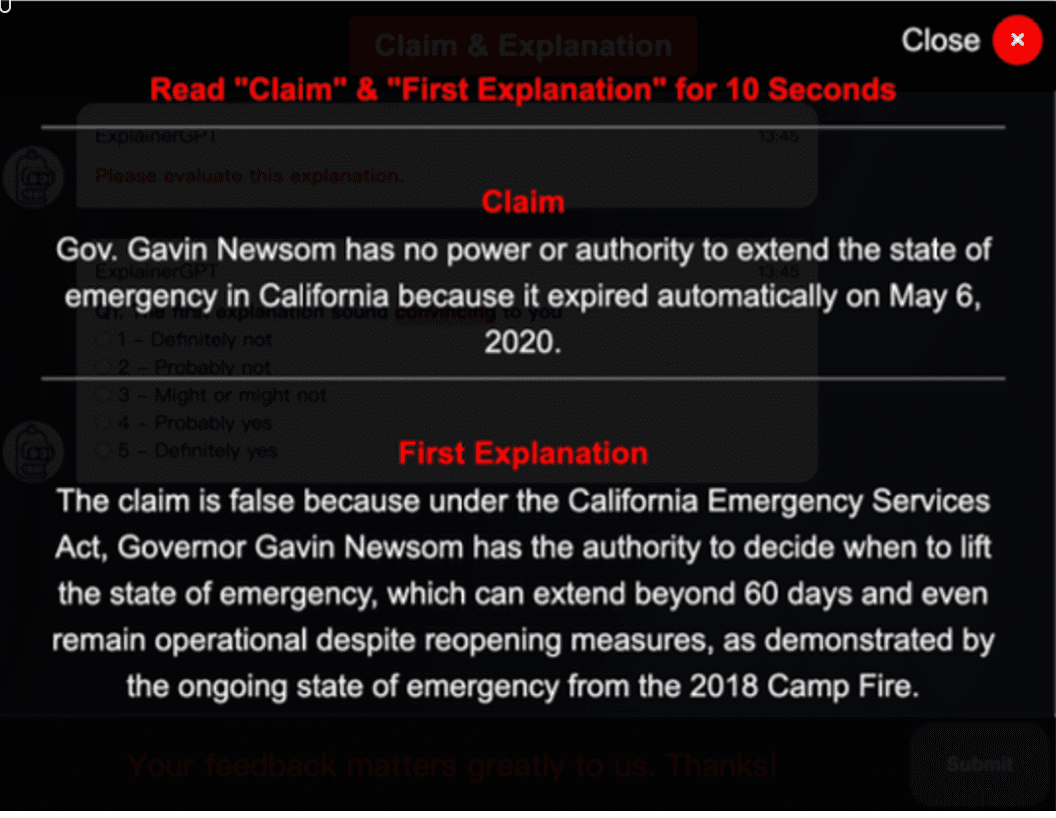 Claim & Explanation
Close ×
Read "Claim" & "First Explanation" for 10 Seconds
ExplainerGPT 13:45
Please evaluate this explanation.
Claim
Gov. Gavin Newsom has no power or authority to extend the state of
ExplainerGPT 13:45
emergency in California because it expired automatically on May 6,
Q1. The first explanation sound convincing to you
2020.
1 – Definitely not
2 – Probably not
3 – Might or might not
4 – Probably yes
5 – Definitely yes
First Explanation
The claim is false because under the California Emergency Services
Act, Governor Gavin Newsom has the authority to decide when to lift
the state of emergency, which can extend beyond 60 days and even
remain operational despite reopening measures, as demonstrated by
the ongoing state of emergency from the 2018 Camp Fire.
Your feedback matters greatly to us. Thanks!
Submit